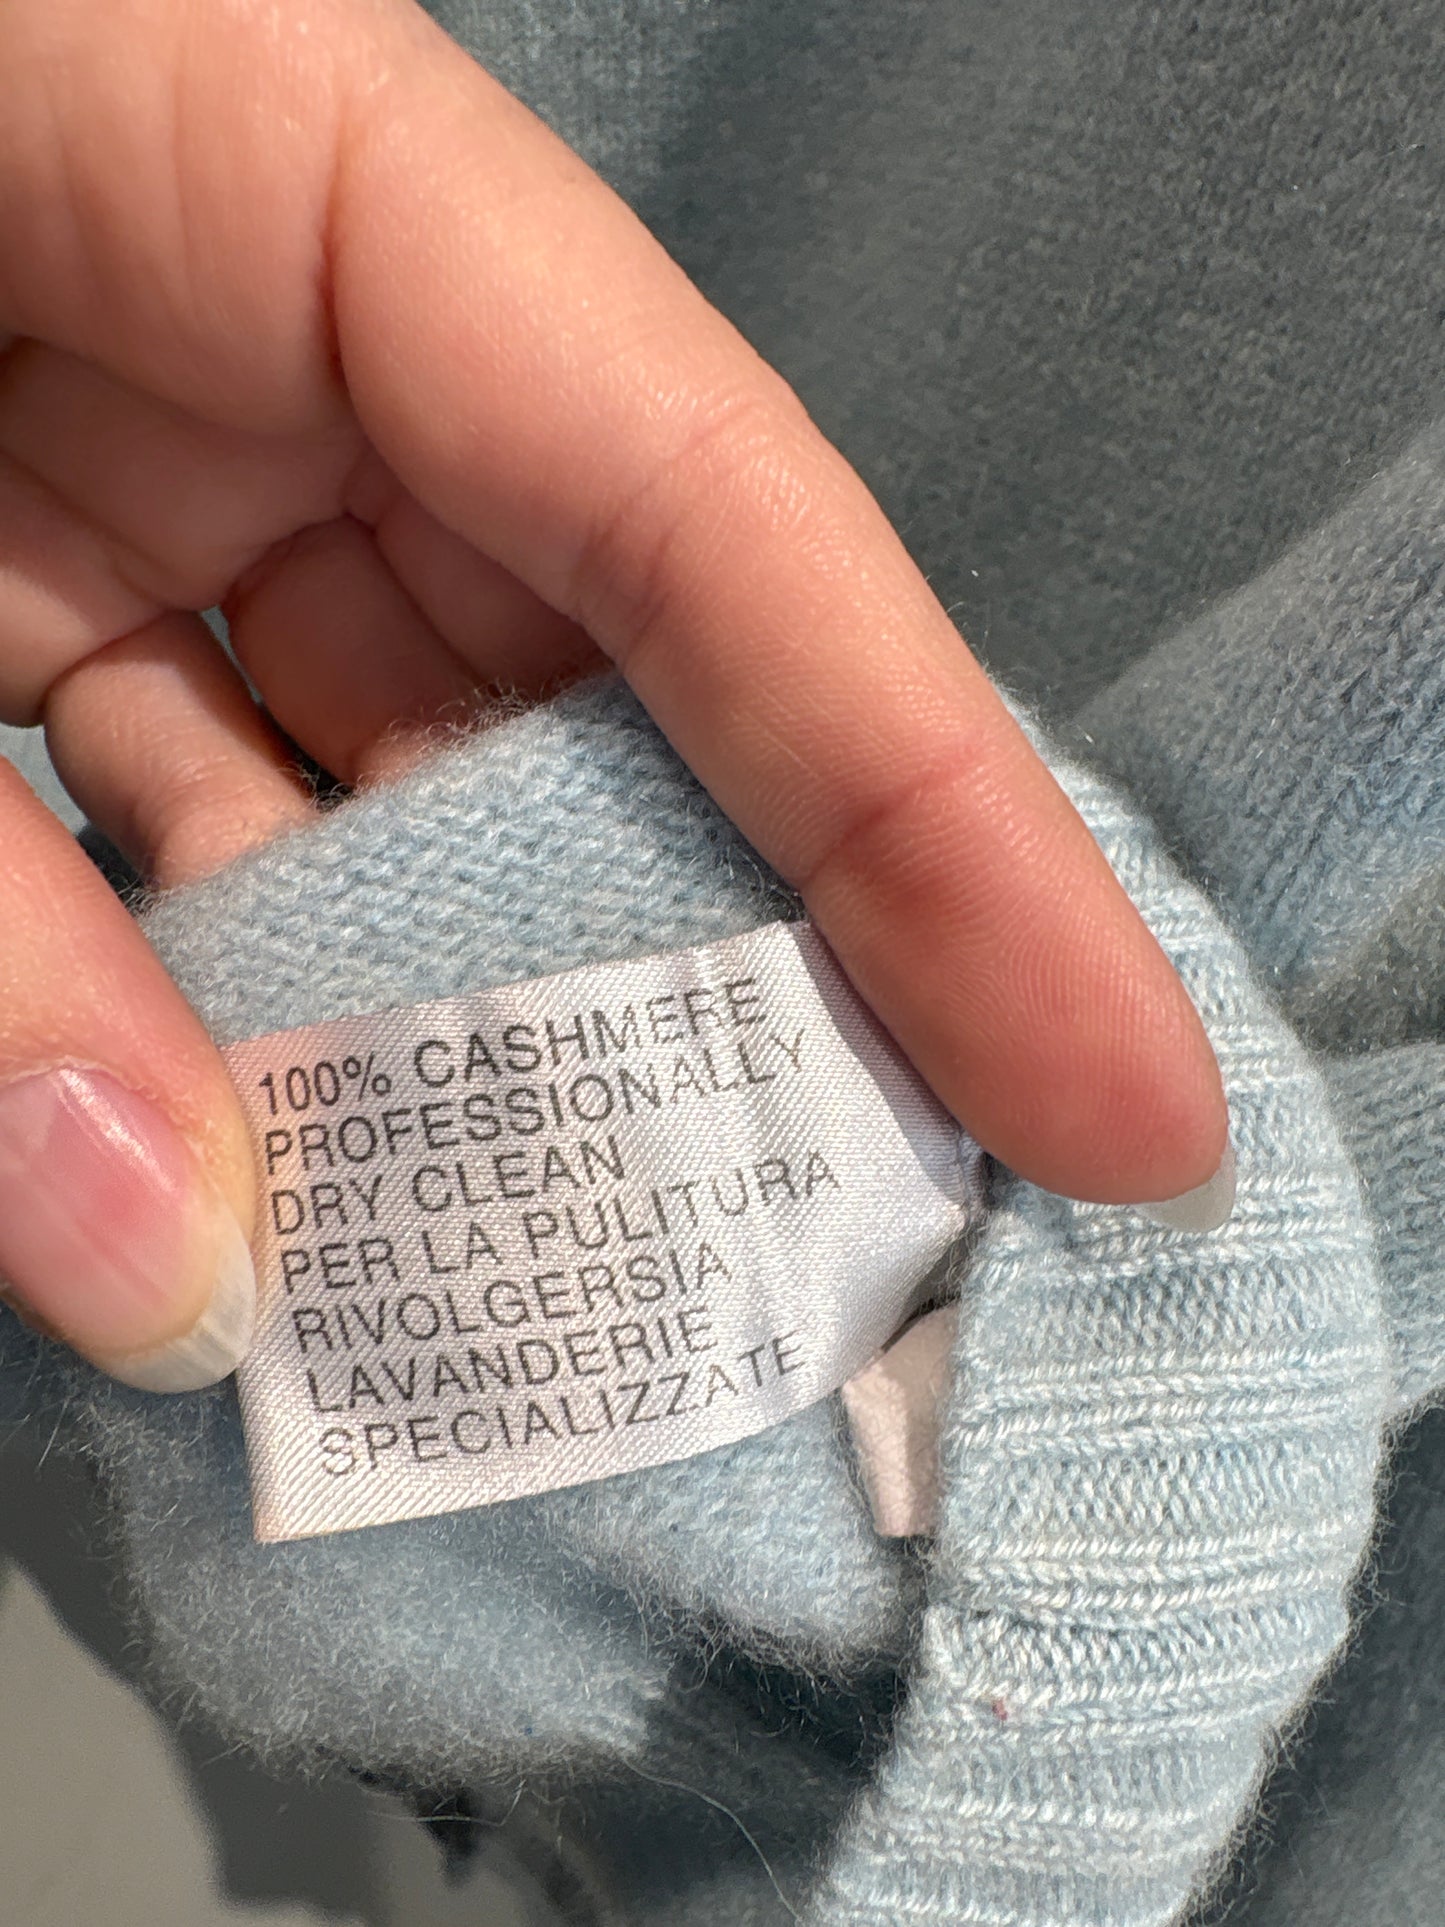 100% CASHMERE
PROFESSIONALLY
DRY CLEAN
PER LA PULITURA
RIVOLGERSIA
LAVANDERIE
SPECIALIZZATE